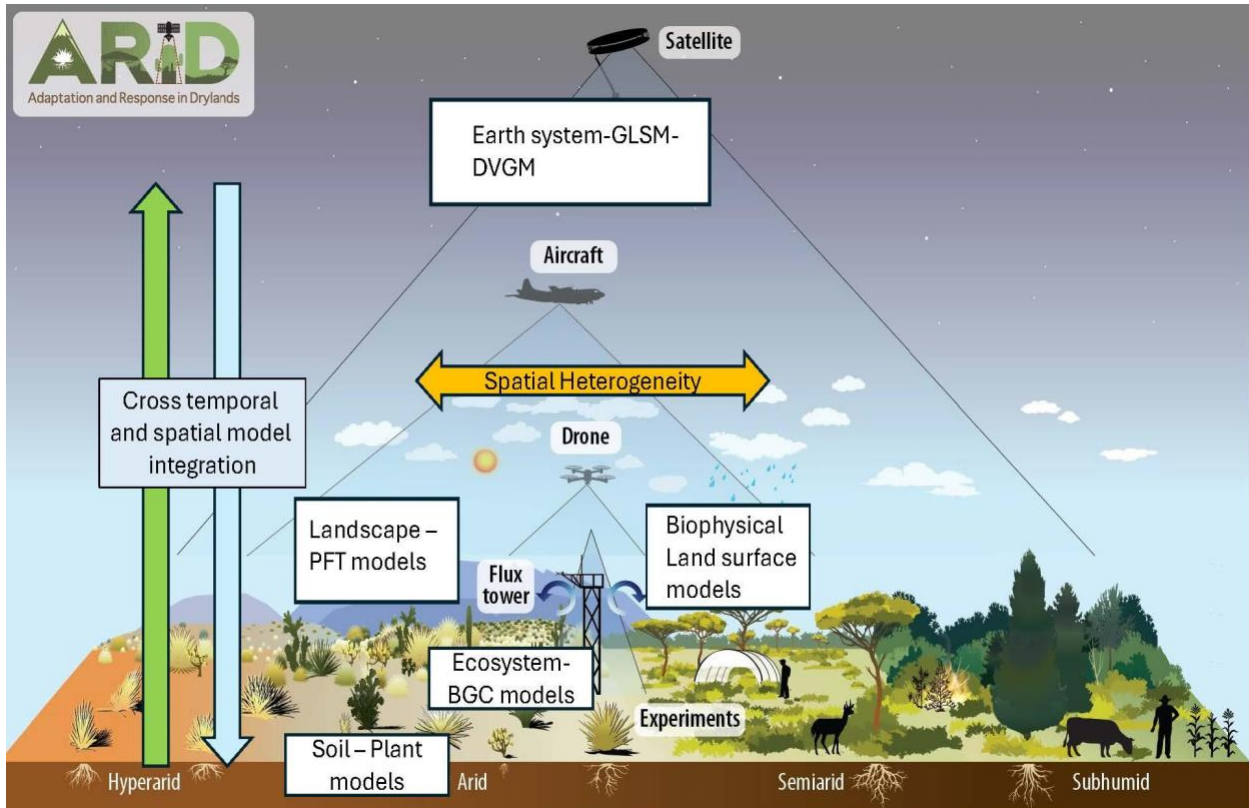 ARID
Adaptation and Response in Drylands
Satellite
Earth system-GLSM-
DVGM
Aircraft
Spatial Heterogeneity
Cross temporal
and spatial model
integration
Drone
Landscape –
PFT models
Biophysical
Land surface
models
Flux
tower
Ecosystem-
BGC models
Experiments
Soil – Plant
models
Hyperarid
Arid
Semiarid
Subhumid